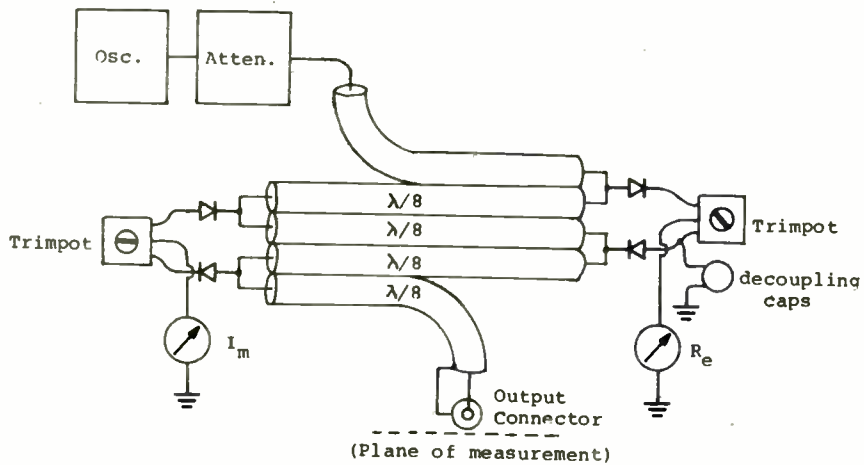 Osc.
Atten.
λ/8
λ/8
λ/8
λ/8
Trimpot
Trimpot
decoupling
caps
I_m
R_e
Output
Connector
(Plane of measurement)